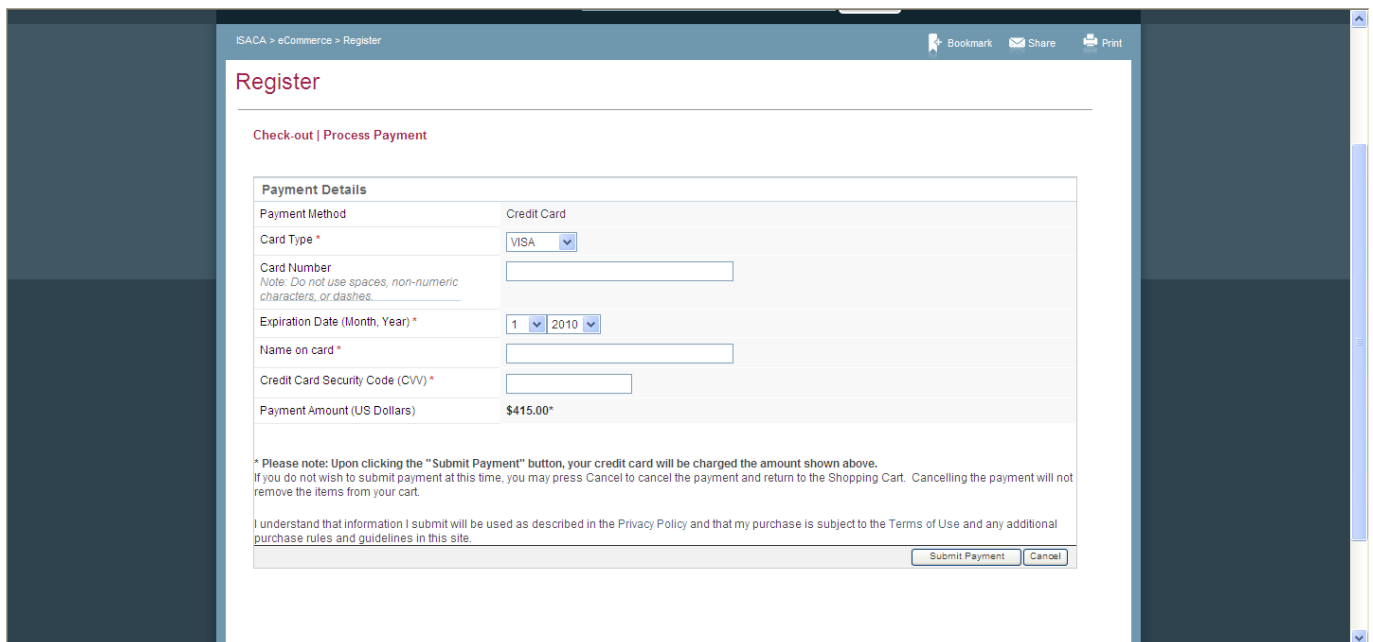 ISACA > eCommerce > Register
Bookmark
Share
Print
Register
Check-out | Process Payment
Payment Details
Payment Method
Credit Card
Card Type *
VISA
Card Number
Note: Do not use spaces, non-numeric
characters, or dashes.
Expiration Date (Month, Year) *
1
2010
Name on card *
Credit Card Security Code (CVV) *
Payment Amount (US Dollars)
$415.00*
* Please note: Upon clicking the "Submit Payment" button, your credit card will be charged the amount shown above.
If you do not wish to submit payment at this time, you may press Cancel to cancel the payment and return to the Shopping Cart.  Cancelling the payment will not
remove the items from your cart.
I understand that information I submit will be used as described in the Privacy Policy and that my purchase is subject to the Terms of Use and any additional
purchase rules and guidelines in this site.
Submit Payment
Cancel